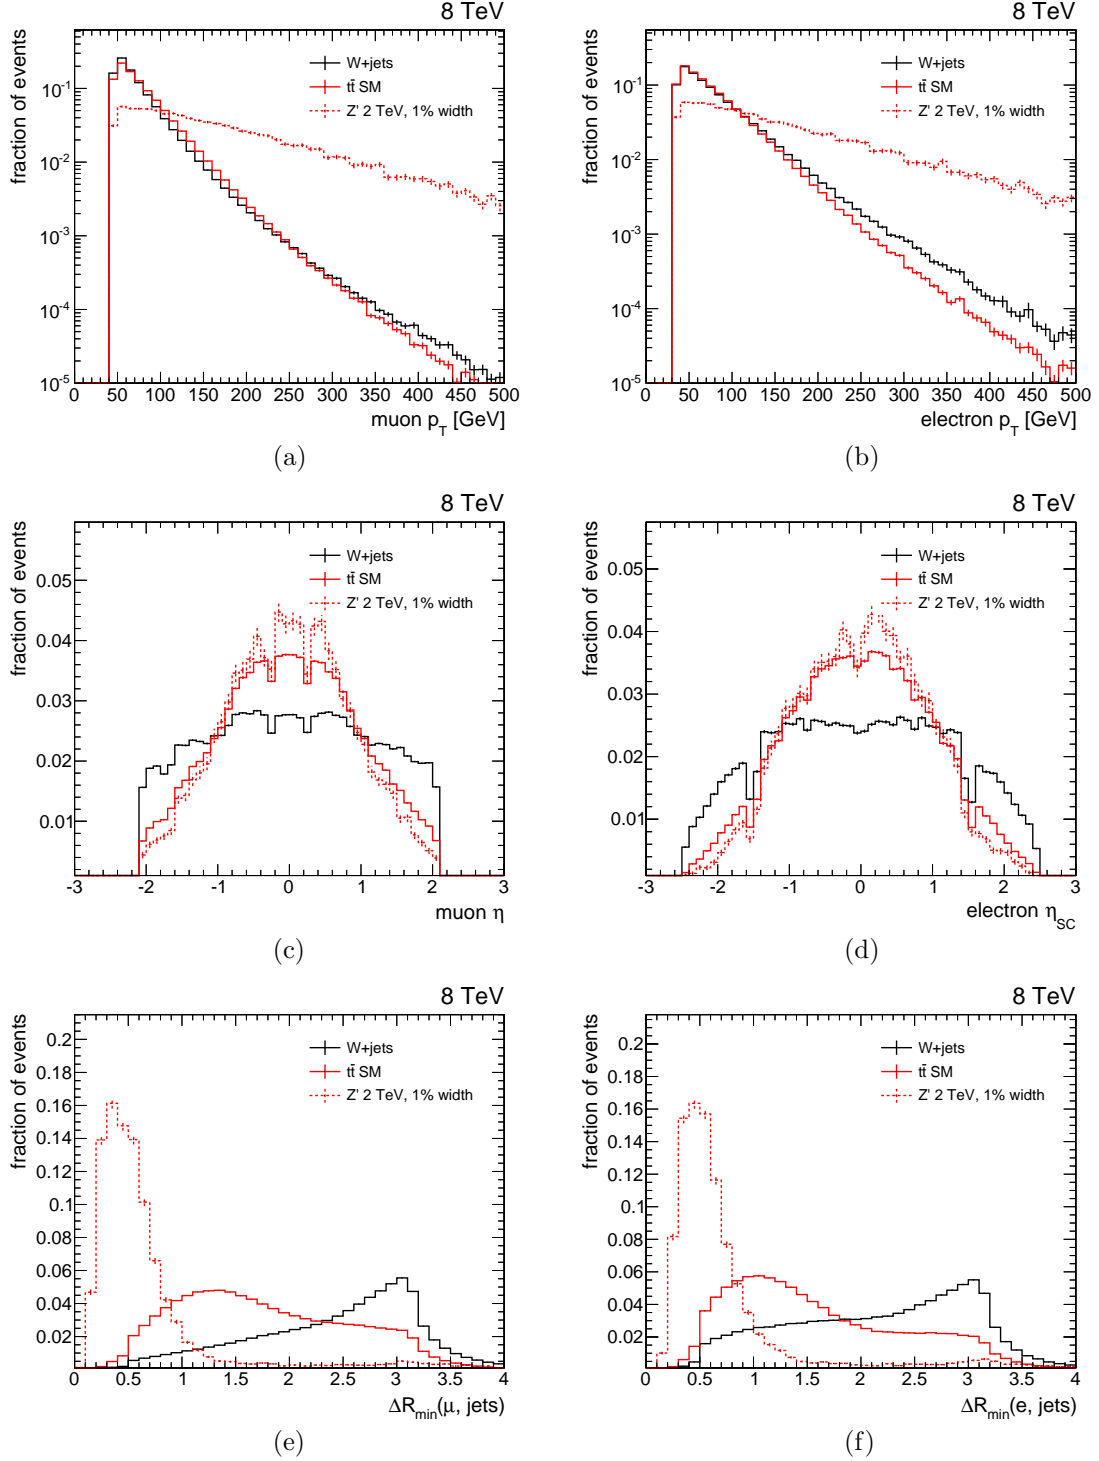 8 TeV
fraction of events
W+jets
tt̄ SM
Z' 2 TeV, 1% width
10⁻¹
10⁻²
10⁻³
10⁻⁴
10⁻⁵
0 50 100 150 200 250 300 350 400 450 500
muon p_T [GeV]
(a)
8 TeV
fraction of events
W+jets
tt̄ SM
Z' 2 TeV, 1% width
10⁻¹
10⁻²
10⁻³
10⁻⁴
10⁻⁵
0 50 100 150 200 250 300 350 400 450 500
electron p_T [GeV]
(b)
8 TeV
fraction of events
W+jets
tt̄ SM
Z' 2 TeV, 1% width
0.05
0.04
0.03
0.02
0.01
-3 -2 -1 0 1 2 3
muon η
(c)
8 TeV
fraction of events
W+jets
tt̄ SM
Z' 2 TeV, 1% width
0.05
0.04
0.03
0.02
0.01
-3 -2 -1 0 1 2 3
electron η_SC
(d)
8 TeV
fraction of events
W+jets
tt̄ SM
Z' 2 TeV, 1% width
0.2
0.18
0.16
0.14
0.12
0.1
0.08
0.06
0.04
0.02
0 0.5 1 1.5 2 2.5 3 3.5 4
ΔR_min(μ, jets)
(e)
8 TeV
fraction of events
W+jets
tt̄ SM
Z' 2 TeV, 1% width
0.2
0.18
0.16
0.14
0.12
0.1
0.08
0.06
0.04
0.02
0 0.5 1 1.5 2 2.5 3 3.5 4
ΔR_min(e, jets)
(f)